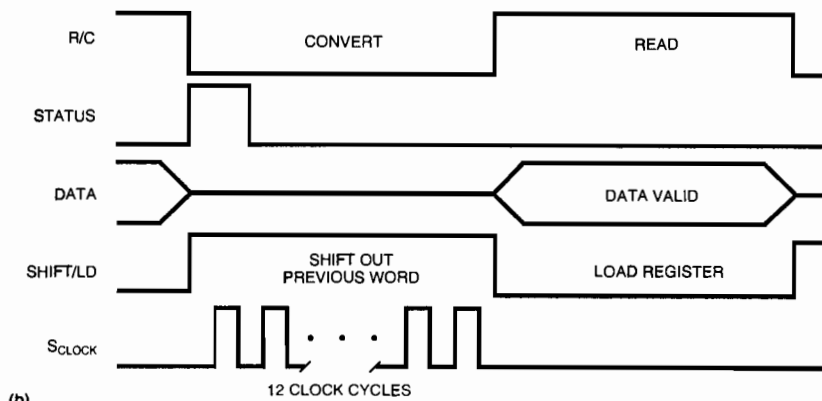 R/C CONVERT READ
STATUS
DATA DATA VALID
SHIFT/LD SHIFT OUT
PREVIOUS WORD LOAD REGISTER
SCLOCK
12 CLOCK CYCLES
(b)